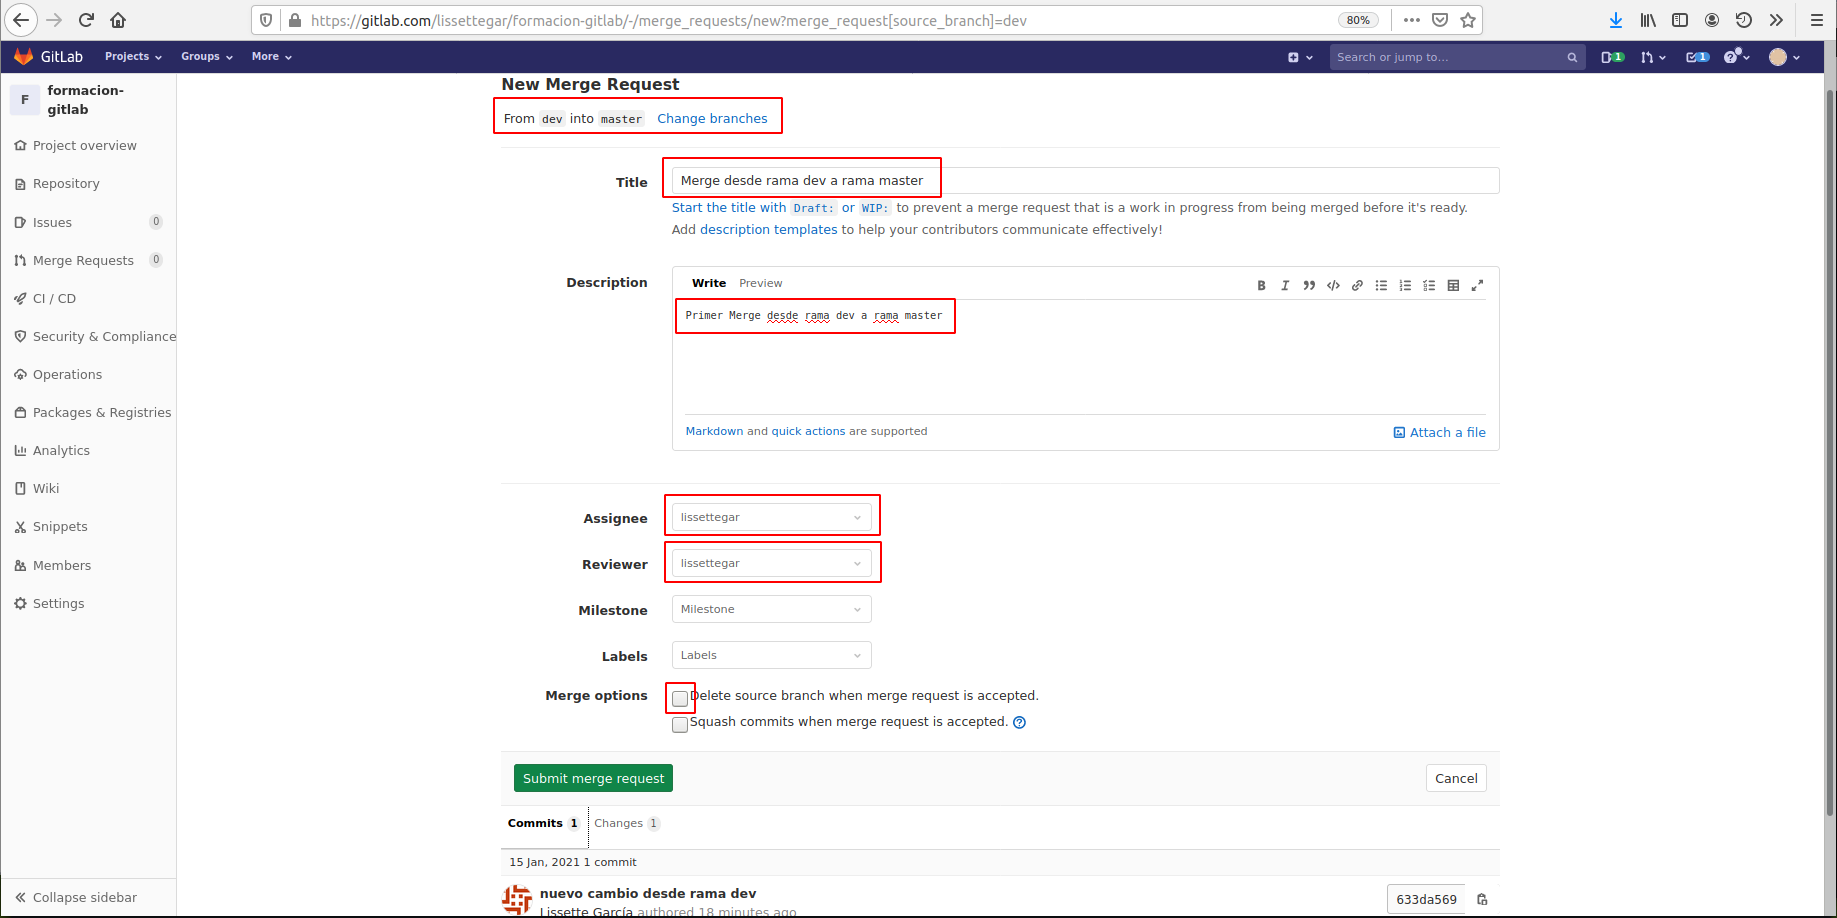 https://gitlab.com/lissettegar/formacion-gitlab/-/merge_requests/new?merge_request[source_branch]=dev
80%
GitLab
Projects
Groups
More
Search or jump to...
1
1
F
formacion-
gitlab
Project overview
Repository
Issues 0
Merge Requests 0
CI / CD
Security & Compliance
Operations
Packages & Registries
Analytics
Wiki
Snippets
Members
Settings
Collapse sidebar
New Merge Request
From dev into master Change branches
Title
Merge desde rama dev a rama master
Start the title with Draft: or WIP: to prevent a merge request that is a work in progress from being merged before it's ready.
Add description templates to help your contributors communicate effectively!
Description
Write Preview
Primer Merge desde rama dev a rama master
Markdown and quick actions are supported
Attach a file
Assignee lissettegar
Reviewer lissettegar
Milestone Milestone
Labels Labels
Merge options
Delete source branch when merge request is accepted.
Squash commits when merge request is accepted.
Submit merge request
Cancel
Commits 1
Changes 1
15 Jan, 2021 1 commit
nuevo cambio desde rama dev
633da569
Lissette García authored 18 minutes ago